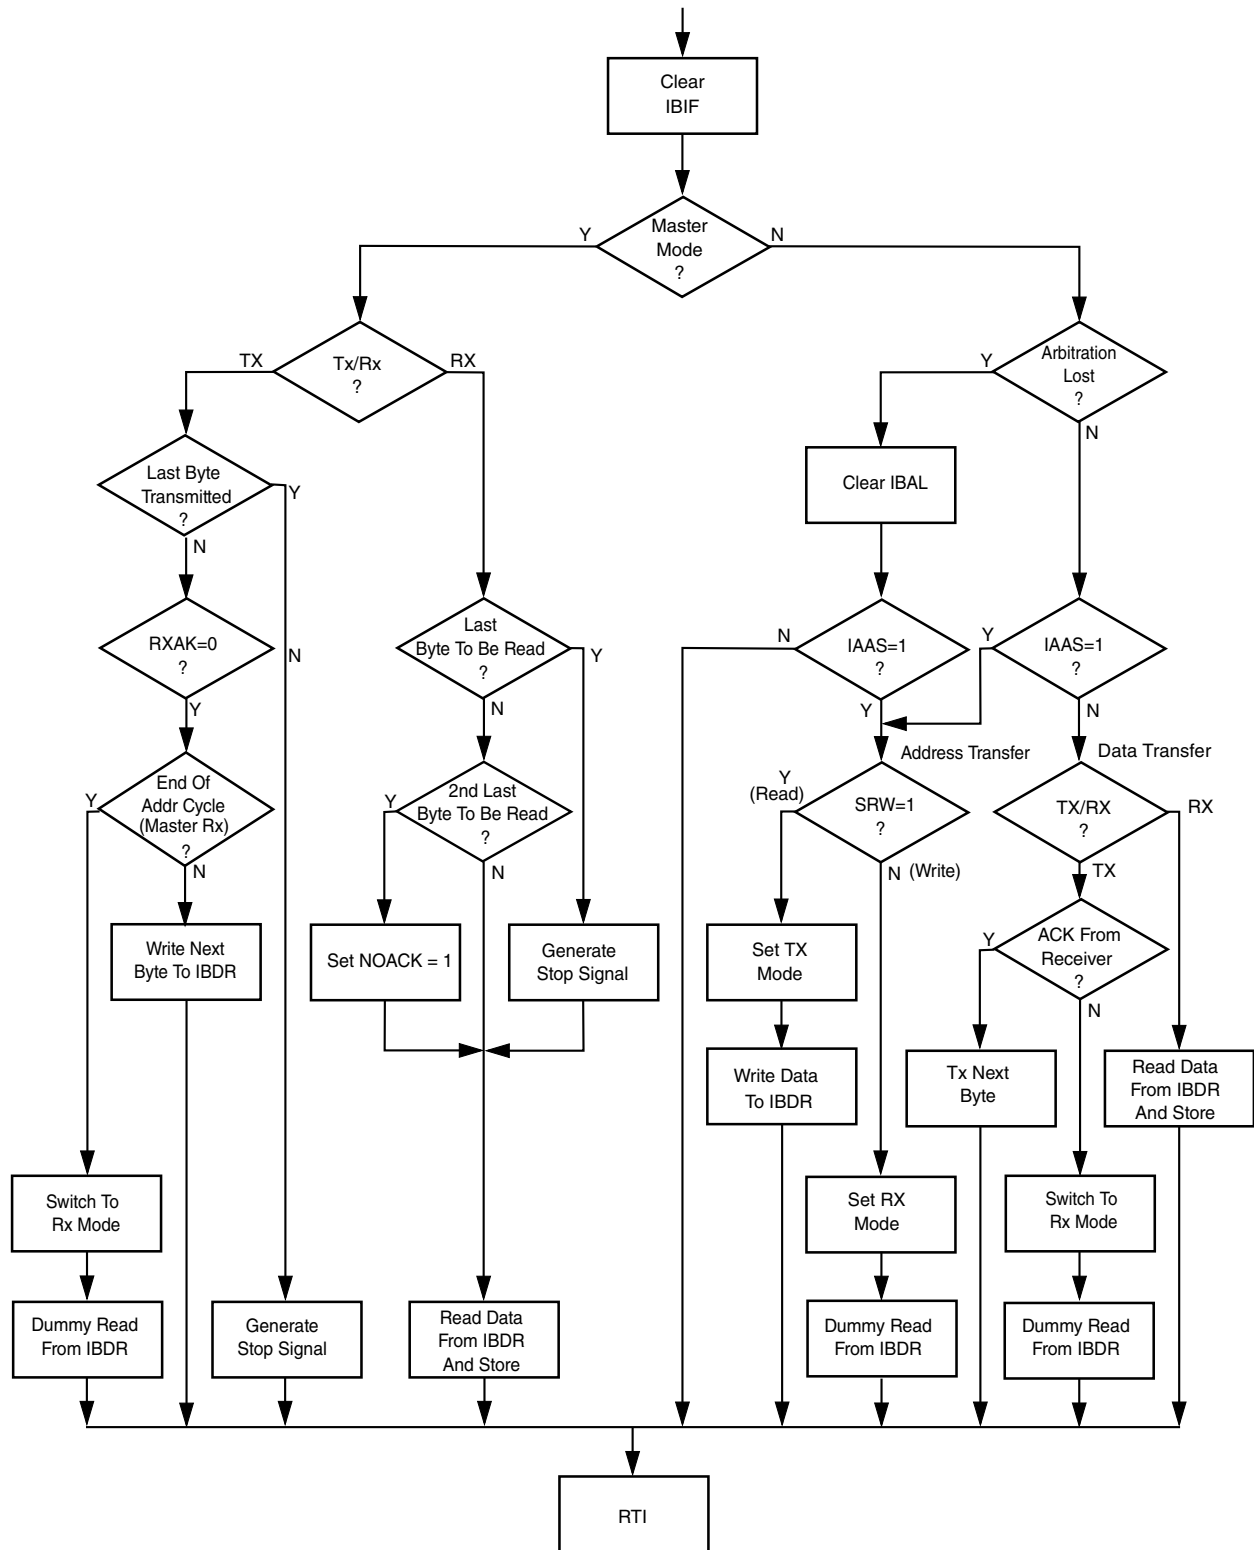 Clear
IBIF
Master
Mode
?
Y
N
Tx/Rx
?
TX
RX
Arbitration
Lost
?
Y
N
Last Byte
Transmitted
?
Y
N
Clear IBAL
RXAK=0
?
N
Y
Last
Byte To Be Read
?
Y
N
IAAS=1
?
N
Y
IAAS=1
?
Y
N
Address Transfer
Data Transfer
End Of
Addr Cycle
(Master Rx)
?
Y
N
2nd Last
Byte To Be Read
?
Y
N
Y
(Read)
SRW=1
?
N (Write)
TX/RX
?
RX
TX
Write Next
Byte To IBDR
Set NOACK = 1
Generate
Stop Signal
Set TX
Mode
Y
ACK From
Receiver
?
N
Write Data
To IBDR
Tx Next
Byte
Read Data
From IBDR
And Store
Switch To
Rx Mode
Set RX
Mode
Switch To
Rx Mode
Dummy Read
From IBDR
Generate
Stop Signal
Read Data
From IBDR
And Store
Dummy Read
From IBDR
Dummy Read
From IBDR
RTI